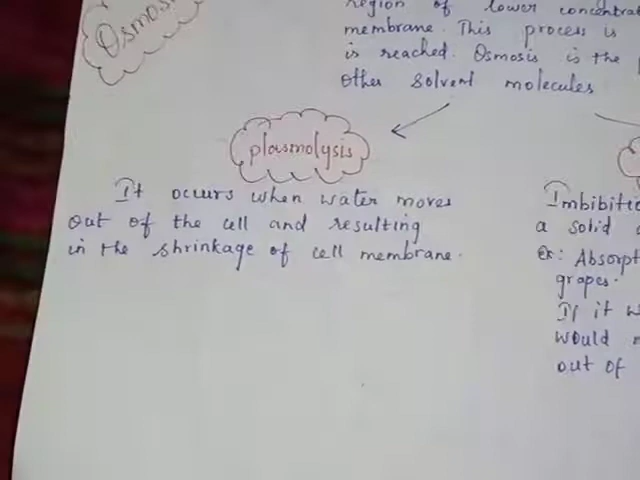 Osmosis
Region of lower
membrane. This process is
is reached. Osmosis is the
other solvent molecules
plasmolysis
It occurs when water moves
out of the cell and resulting
in the shrinkage of cell membrane.
a solid
Ex: Absorpt
grapes.
If it
would
out of